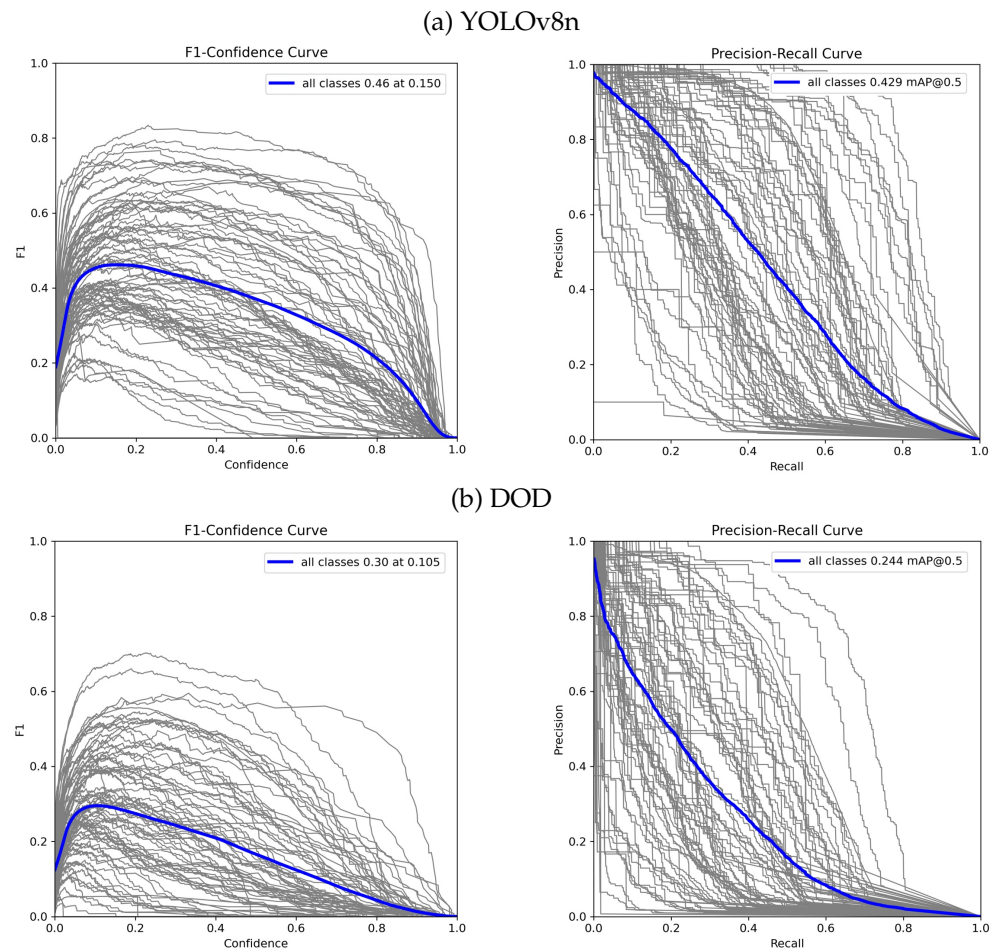 (a) YOLOv8n
F1-Confidence Curve
all classes 0.46 at 0.150
F1
1.0
0.8
0.6
0.4
0.2
0.0
0.0 0.2 0.4 0.6 0.8 1.0
Confidence
Precision-Recall Curve
all classes 0.429 mAP@0.5
Precision
1.0
0.8
0.6
0.4
0.2
0.0
0.0 0.2 0.4 0.6 0.8 1.0
Recall
(b) DOD
F1-Confidence Curve
all classes 0.30 at 0.105
F1
1.0
0.8
0.6
0.4
0.2
0.0
0.0 0.2 0.4 0.6 0.8 1.0
Confidence
Precision-Recall Curve
all classes 0.244 mAP@0.5
Precision
1.0
0.8
0.6
0.4
0.2
0.0
0.0 0.2 0.4 0.6 0.8 1.0
Recall